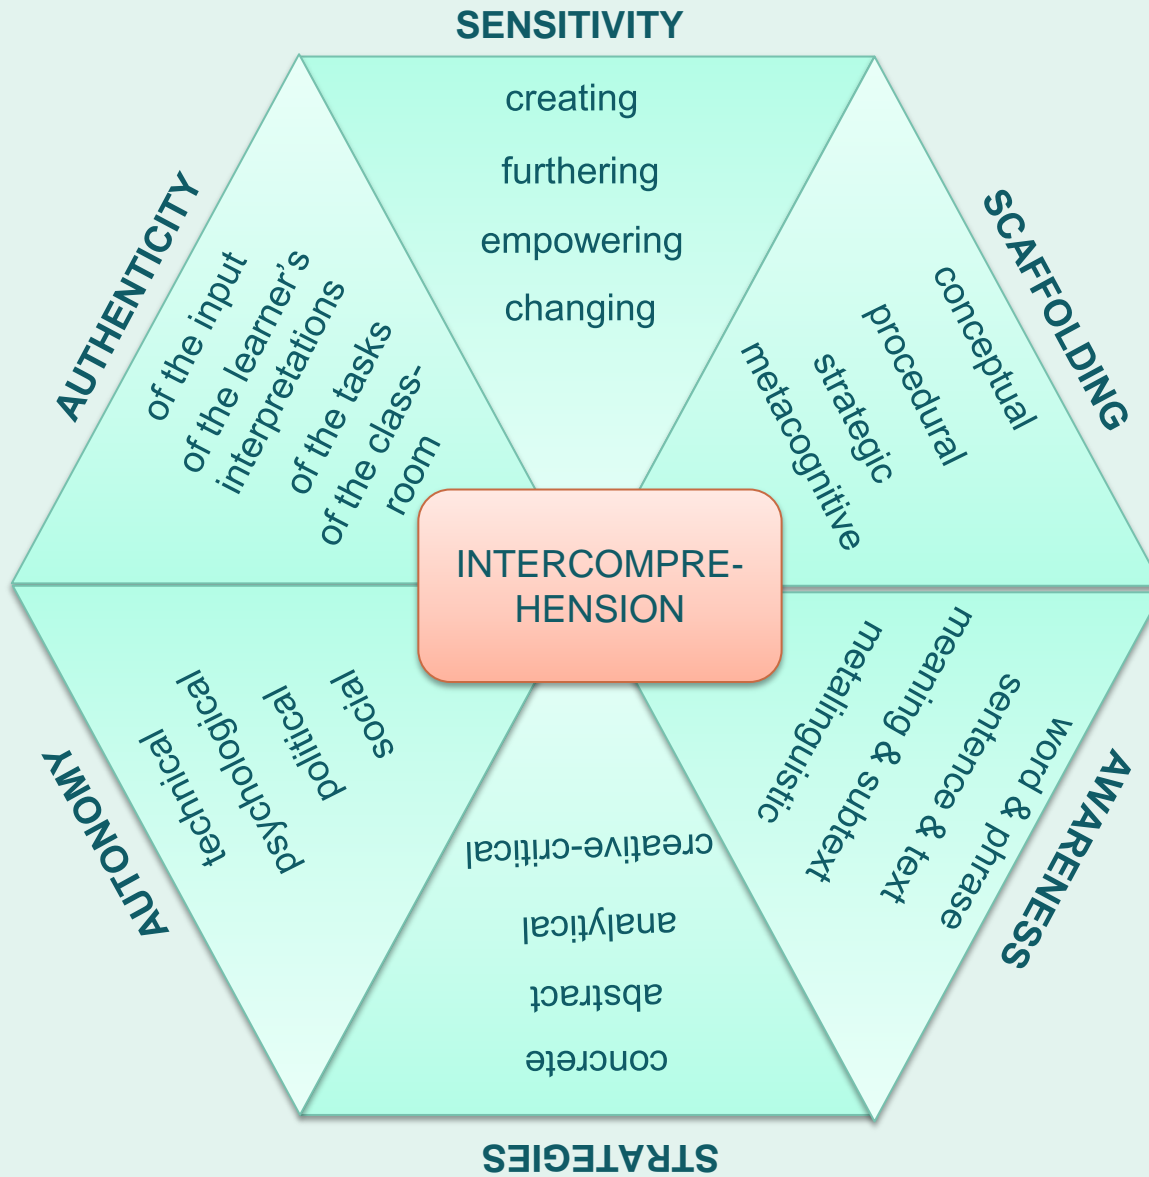 SENSITIVITY
creating
furthering
empowering
changing
SCAFFOLDING
conceptual
procedural
strategic
metacognitive
AWARENESS
word & phrase
sentence & text
meaning & subtext
metalinguistic
STRATEGIES
concrete
abstract
analytical
creative-critical
AUTONOMY
technical
psychological
political
social
AUTHENTICITY
of the input
of the learner’s
interpretations
of the tasks
of the class-
room
INTERCOMPRE-
HENSION